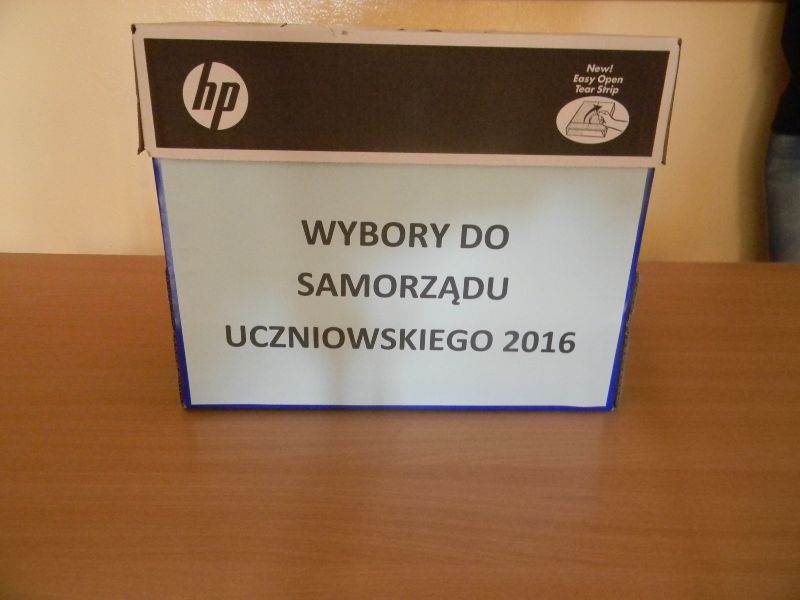 hp
New!
Easy Open
Tear Strip
WYBORY DO
SAMORZĄDU
UCZNIOWSKIEGO 2016